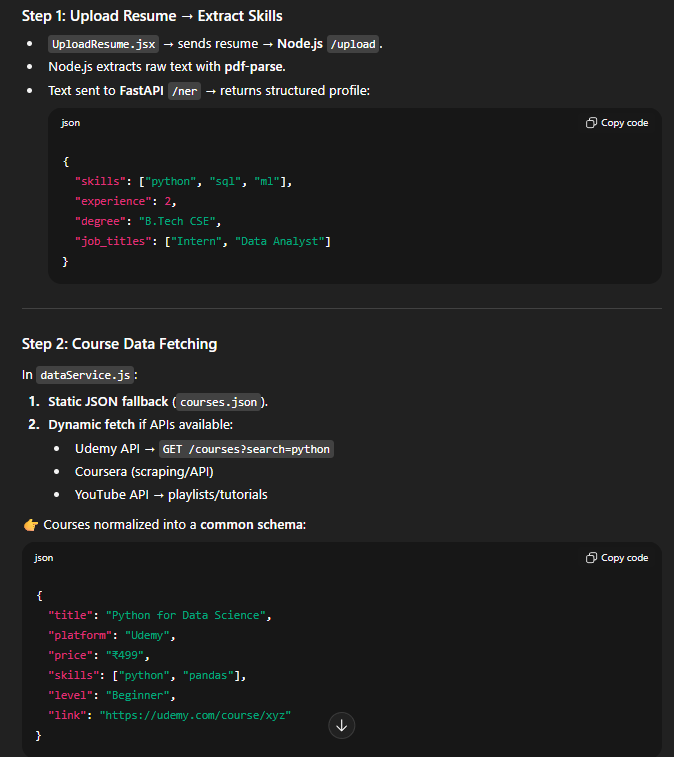 Step 1: Upload Resume → Extract Skills
• UploadResume.jsx → sends resume → Node.js /upload.
• Node.js extracts raw text with pdf-parse.
• Text sent to FastAPI /ner → returns structured profile:
json
Copy code
{
"skills": ["python", "sql", "ml"],
"experience": 2,
"degree": "B.Tech CSE",
"job_titles": ["Intern", "Data Analyst"]
}
Step 2: Course Data Fetching
In dataService.js:
1. Static JSON fallback (courses.json).
2. Dynamic fetch if APIs available:
• Udemy API → GET /courses?search=python
• Coursera (scraping/API)
• YouTube API → playlists/tutorials
👉 Courses normalized into a common schema:
json
Copy code
{
"title": "Python for Data Science",
"platform": "Udemy",
"price": "₹499",
"skills": ["python", "pandas"],
"level": "Beginner",
"link": "https://udemy.com/course/xyz"
}